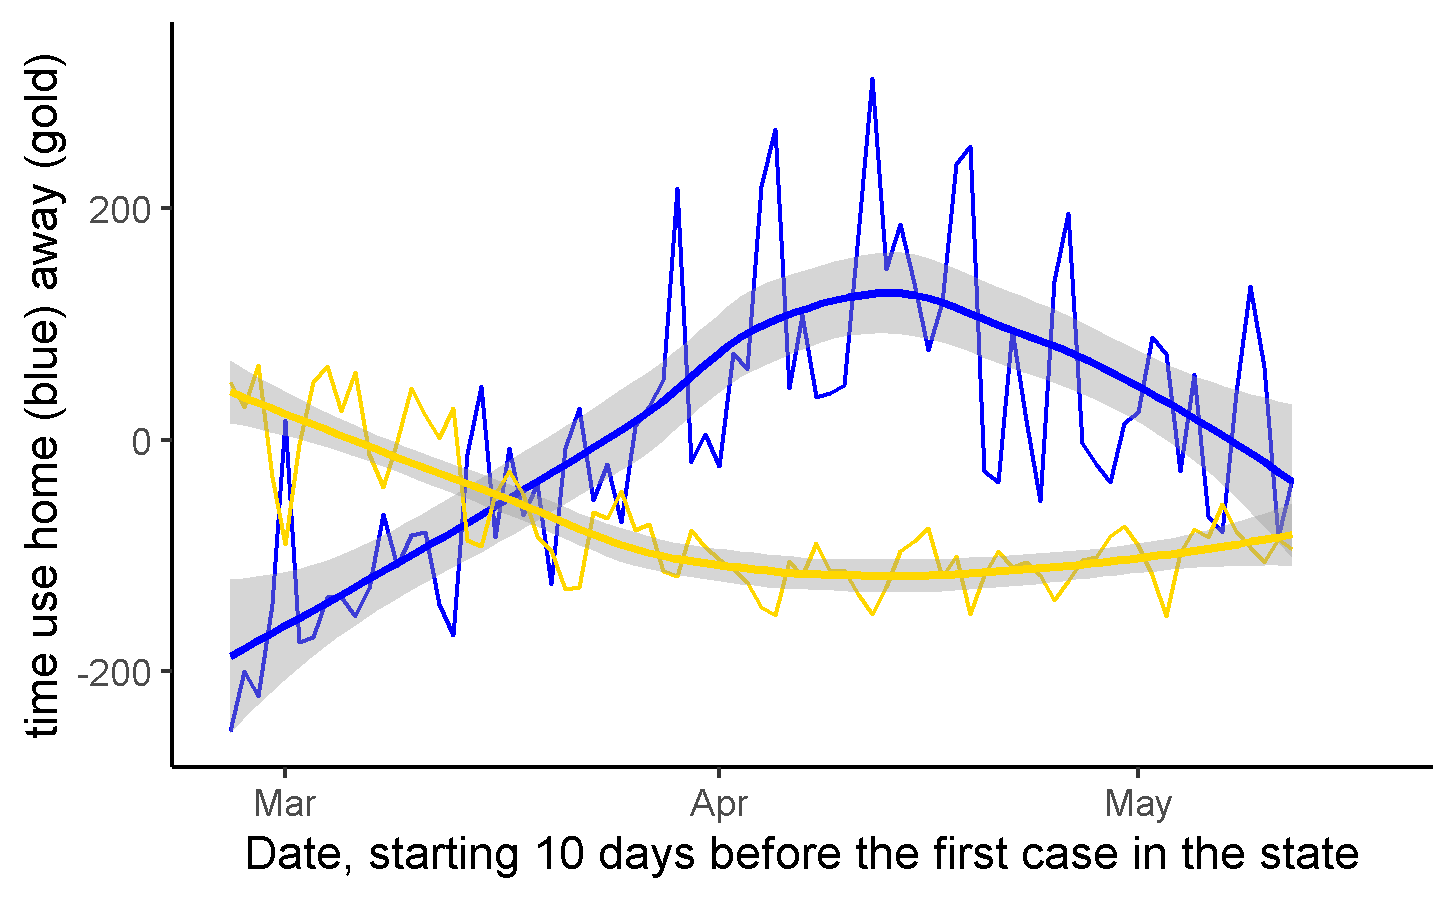 time use home (blue) away (gold)
200
0
-200
Mar
Apr
May
Date, starting 10 days before the first case in the state